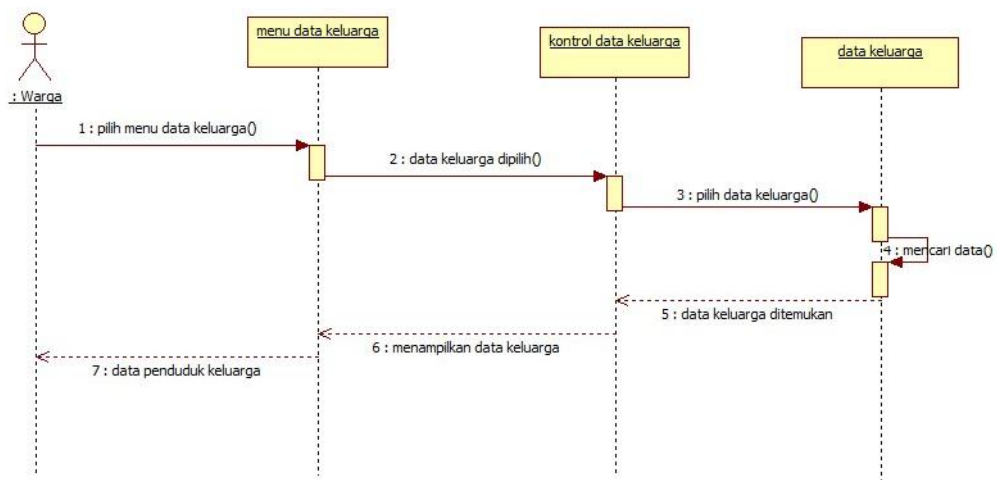 menu data keluarga
kontrol data keluarga
data keluarga
: Warga
1 : pilih menu data keluarga()
2 : data keluarga dipilih()
3 : pilih data keluarga()
4 : mencari data()
5 : data keluarga ditemukan
6 : menampilkan data keluarga
7 : data penduduk keluarga